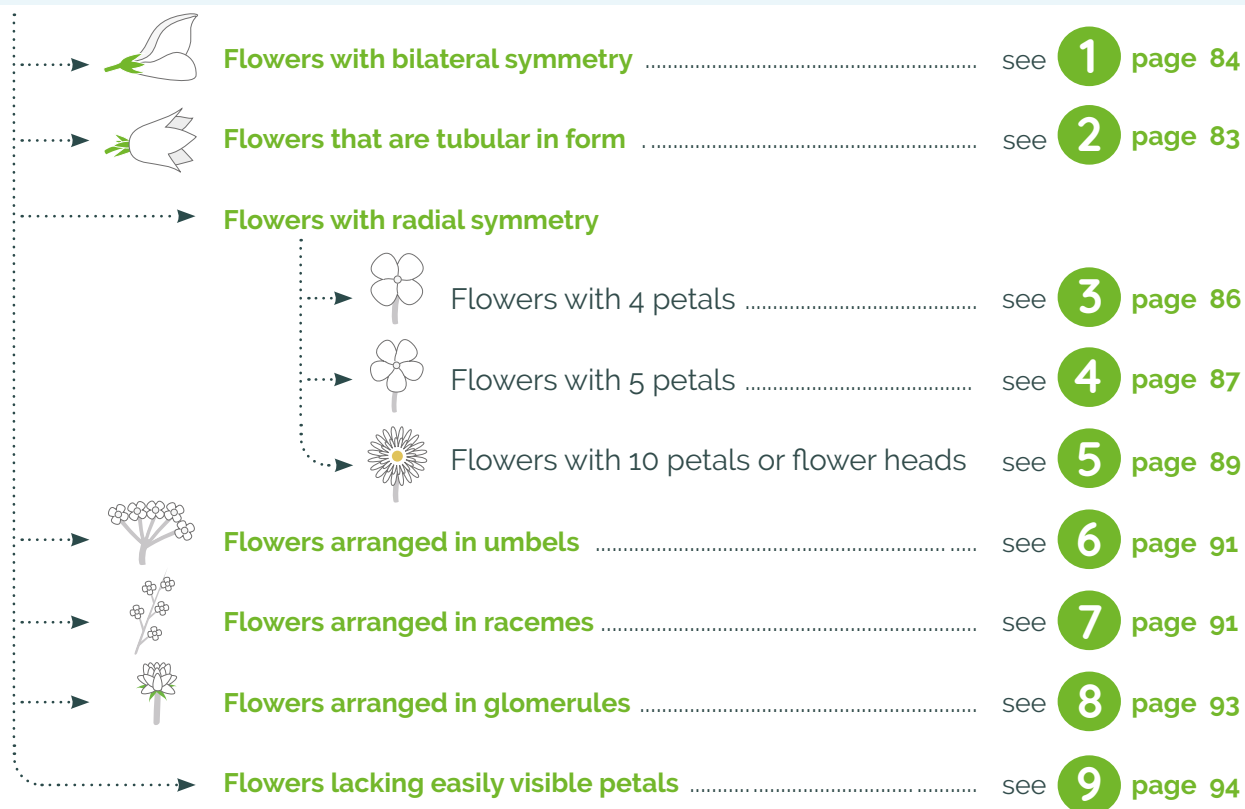 Flowers with bilateral symmetry ........................................................ see 1 page 84
Flowers that are tubular in form . ....................................................... see 2 page 83
Flowers with radial symmetry
Flowers with 4 petals ....................................... see 3 page 86
Flowers with 5 petals ...................................... see 4 page 87
Flowers with 10 petals or flower heads see 5 page 89
Flowers arranged in umbels ................................................................ see 6 page 91
Flowers arranged in racemes ............................................................... see 7 page 91
Flowers arranged in glomerules ......................................................... see 8 page 93
Flowers lacking easily visible petals ................................................ see 9 page 94